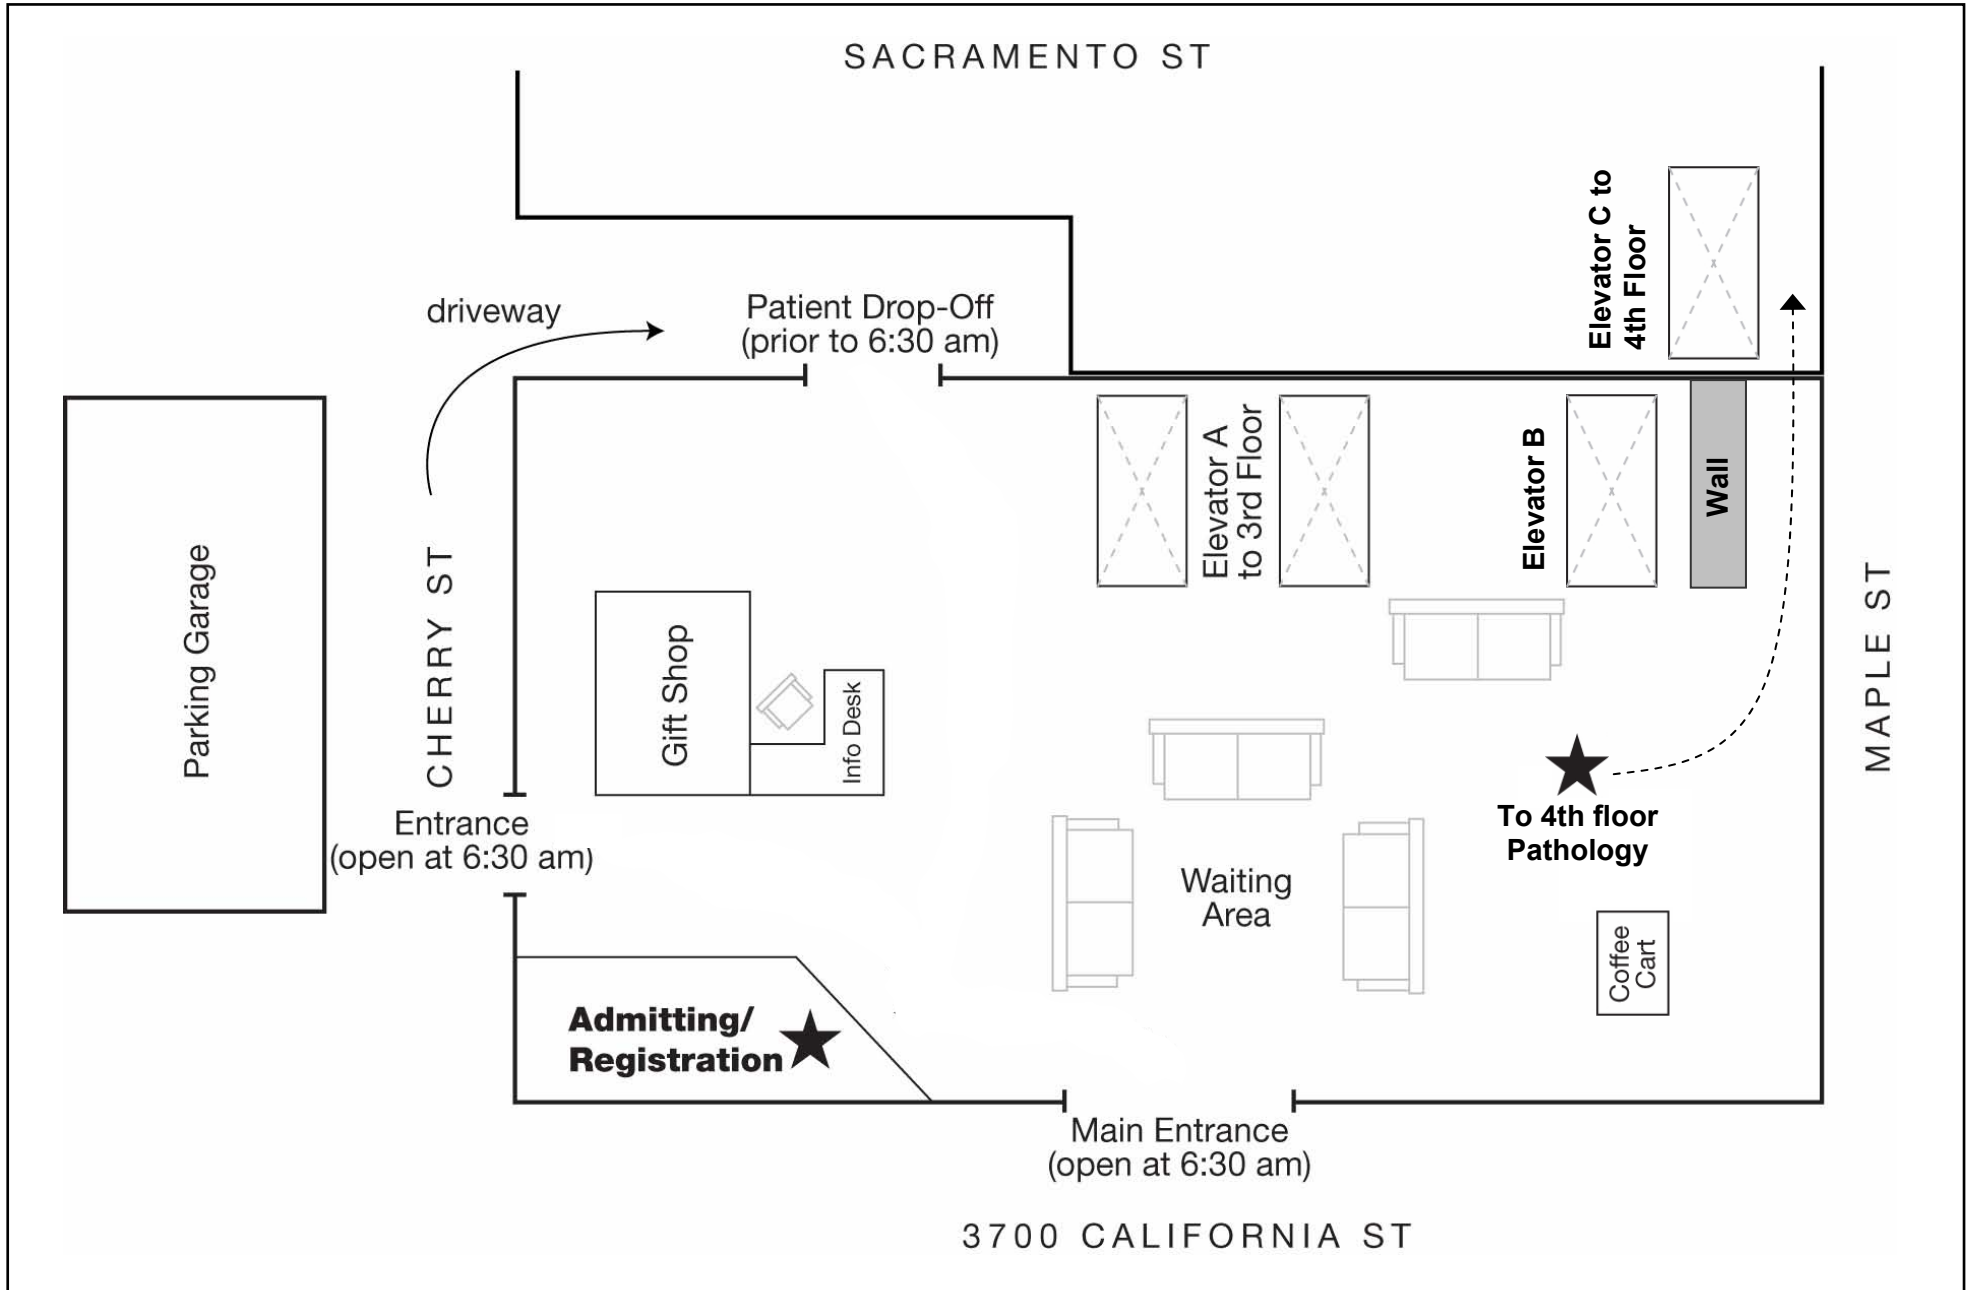 SACRAMENTO ST
Elevator C to
4th Floor
driveway
Patient Drop-Off
(prior to 6:30 am)
Elevator A
to 3rd Floor
Elevator B
Wall
Parking Garage
CHERRY ST
Gift Shop
Info Desk
MAPLE ST
Entrance
(open at 6:30 am)
To 4th floor
Pathology
Waiting
Area
Coffee
Cart
Admitting/
Registration
Main Entrance
(open at 6:30 am)
3700 CALIFORNIA ST